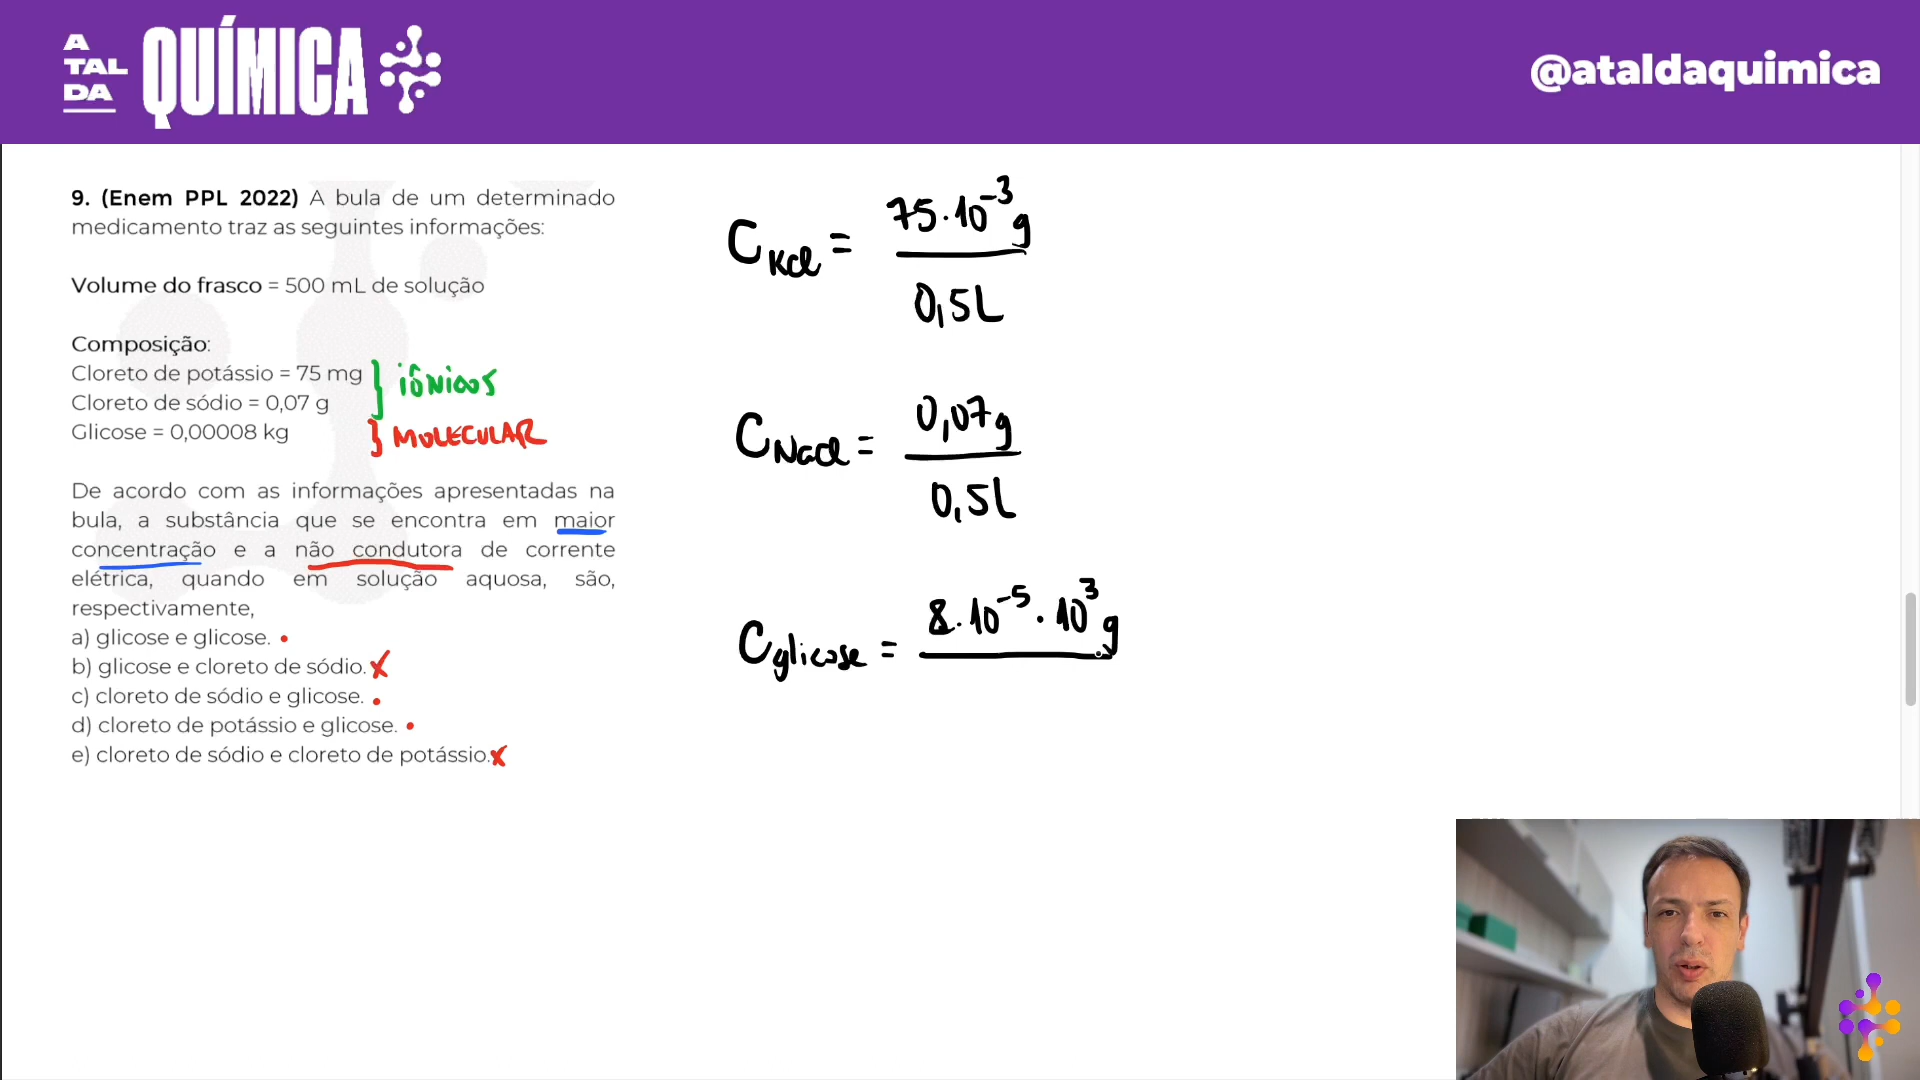 A
TAL
DA
QUÍMICA
@ataldaquimica
9. (Enem PPL 2022) A bula de um determinado
medicamento traz as seguintes informações:
Volume do frasco = 500 mL de solução
Composição:
Cloreto de potássio = 75 mg
Cloreto de sódio = 0,07 g
Glicose = 0,00008 kg
} iÔNiCOS
} MOLECULAR
De acordo com as informações apresentadas na
bula, a substância que se encontra em maior
concentração e a não condutora de corrente
elétrica, quando em solução aquosa, são,
respectivamente,
a) glicose e glicose.
b) glicose e cloreto de sódio. X
c) cloreto de sódio e glicose.
d) cloreto de potássio e glicose.
e) cloreto de sódio e cloreto de potássio. X
C KCl = 75·10⁻³ g
0,5L
C NaCl = 0,07g
0,5L
C glicose = 8·10⁻⁵·10³ g